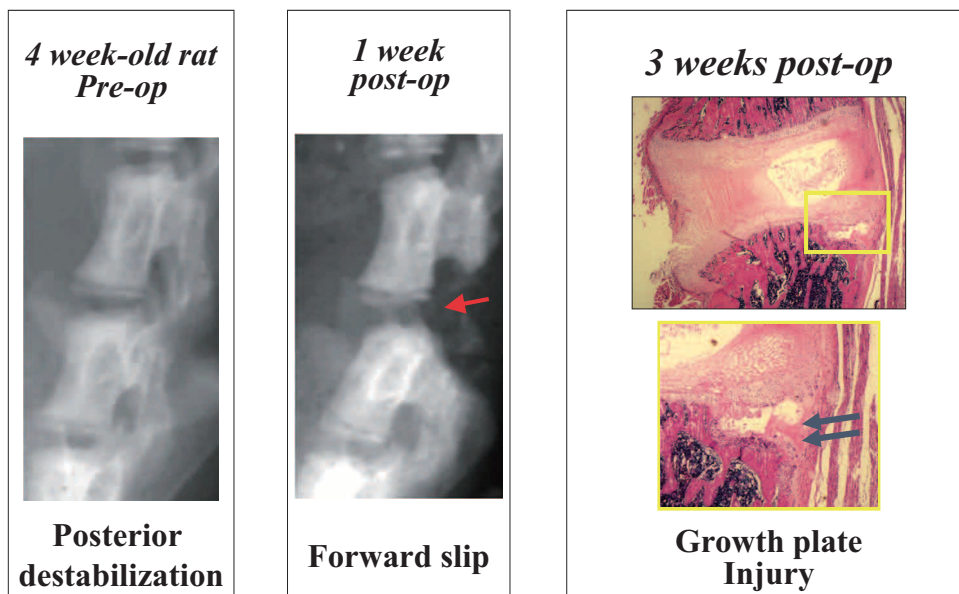 4 week-old rat
Pre-op
Posterior
destabilization
1 week
post-op
Forward slip
3 weeks post-op
Growth plate
Injury